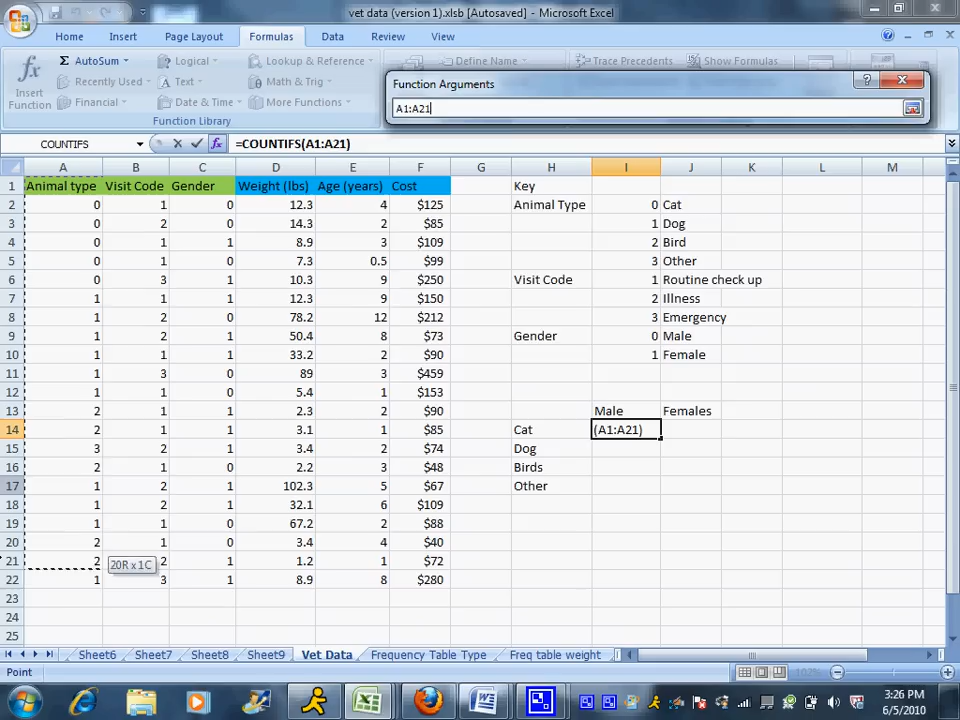 vet data (version 1).xlsb [Autosaved] - Microsoft Excel
Home Insert Page Layout Formulas Data Review View
AutoSum Logical Lookup & Reference Define Name Trace Precedents Show Formulas
Recently Used Text Math & Trig
Insert Function Financial Date & Time More Functions
Function Library
Function Arguments
A1:A21
COUNTIFS fx =COUNTIFS(A1:A21)
A B C D E F G H I J K L M
1 Animal type Visit Code Gender Weight (lbs) Age (years) Cost Key
2 0 1 0 12.3 4 $125 Animal Type 0 Cat
3 0 2 0 14.3 2 $85 1 Dog
4 0 1 1 8.9 3 $109 2 Bird
5 0 1 0 7.3 0.5 $99 3 Other
6 0 3 1 10.3 9 $250 Visit Code 1 Routine check up
7 1 1 0 12.3 9 $150 2 Illness
8 1 2 0 78.2 12 $212 3 Emergency
9 1 2 1 50.4 8 $73 Gender 0 Male
10 1 1 1 33.2 2 $90 1 Female
11 1 3 0 89 3 $459
12 1 1 0 5.4 1 $153
13 2 1 1 2.3 2 $90 Male Females
14 2 1 1 3.1 1 $85 Cat (A1:A21)
15 3 2 1 3.4 2 $74 Dog
16 2 1 0 2.2 3 $48 Birds
17 1 2 1 102.3 5 $67 Other
18 1 2 1 32.1 6 $109
19 1 1 0 67.2 2 $88
20 2 1 0 3.4 4 $40
21 2 20R x 1C 2 1 1.2 1 $72
22 1 3 1 8.9 8 $280
23
24
25
Sheet6 Sheet7 Sheet8 Sheet9 Vet Data Frequency Table Type Freq table weight
Point
3:26 PM
6/5/2010